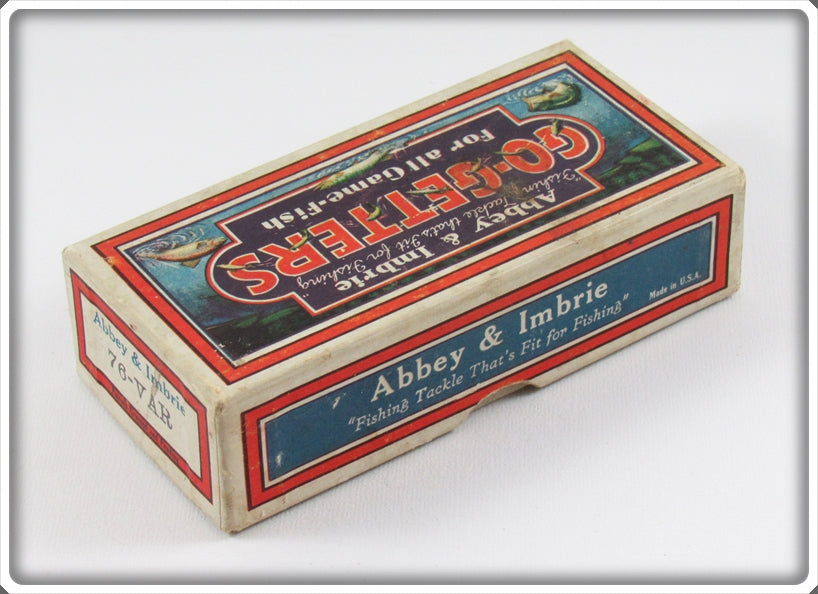 Abbey & Imbrie
"Fishin' Tackle that's Fit for Fishing"
GO-GETTERS
For all Game-Fish
Abbey & Imbrie
"Fishing Tackle That's Fit for Fishing"
Made in U.S.A.
Abbey & Imbrie
76-VAR